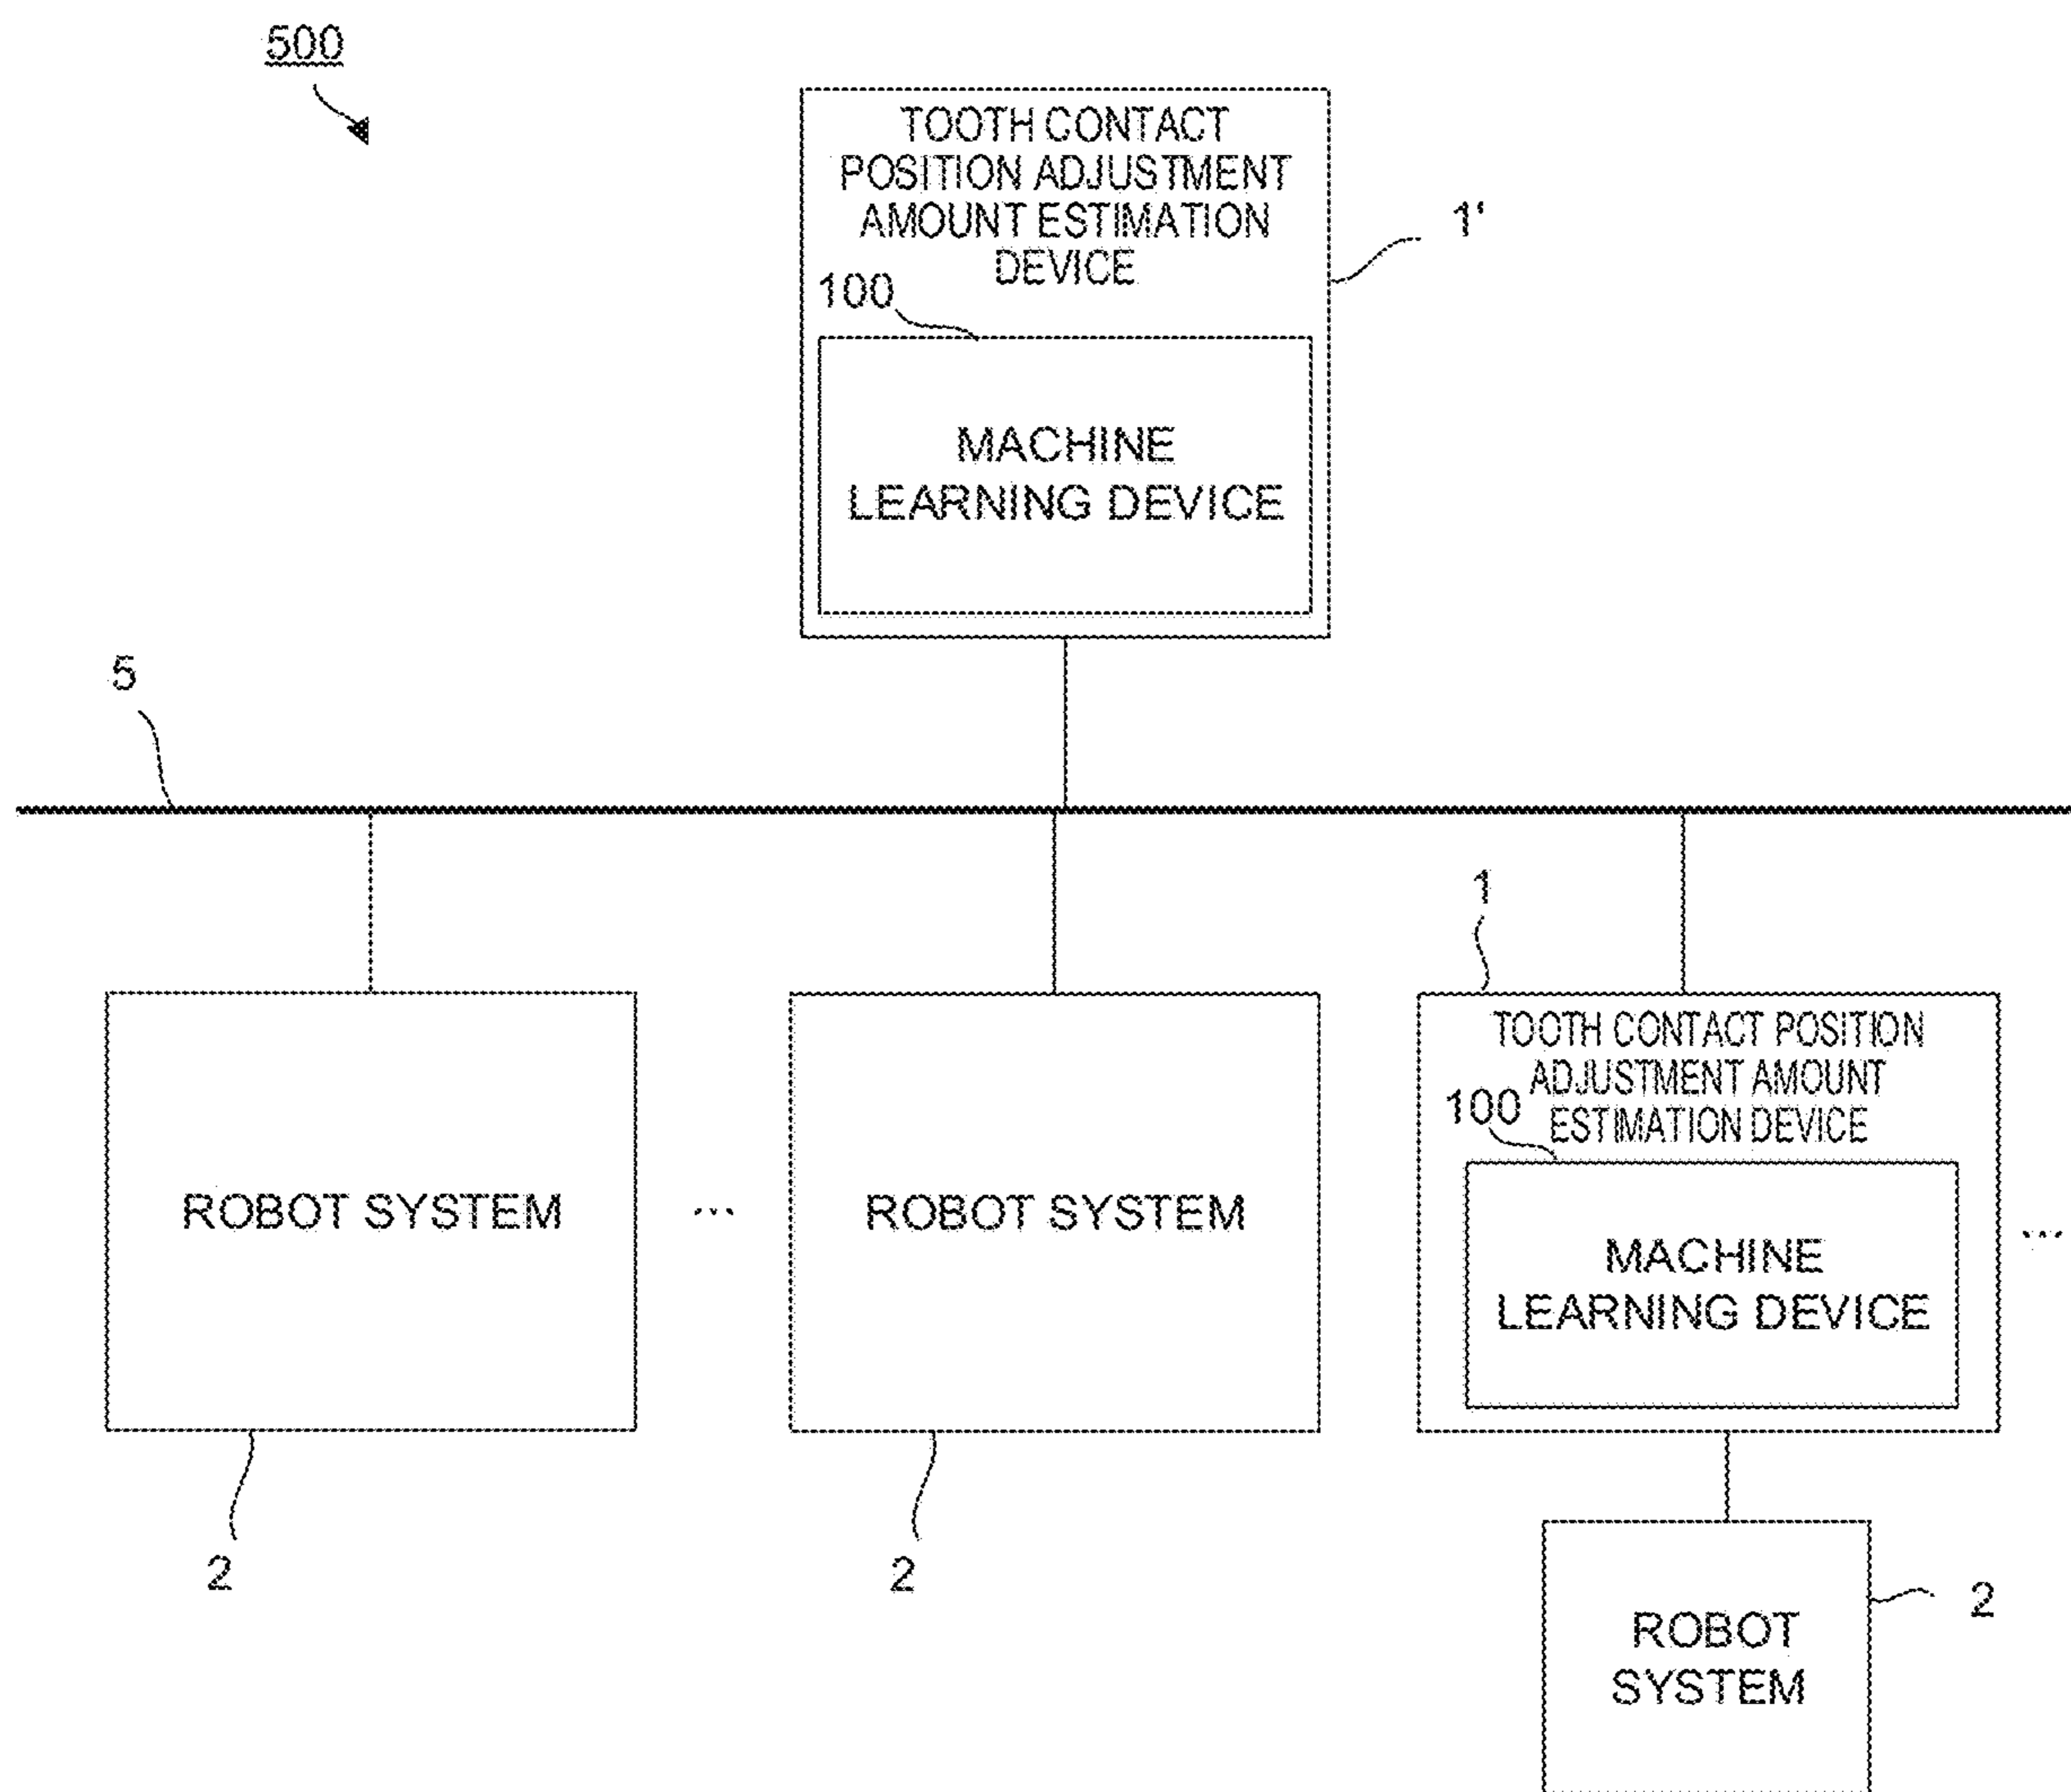 500
TOOTH CONTACT
POSITION ADJUSTMENT
AMOUNT ESTIMATION
DEVICE
1'
100
MACHINE
LEARNING DEVICE
5
1
TOOTH CONTACT POSITION
ADJUSTMENT AMOUNT
ESTIMATION DEVICE
100
ROBOT SYSTEM
...
ROBOT SYSTEM
MACHINE
LEARNING DEVICE
...
2
2
ROBOT
SYSTEM
2